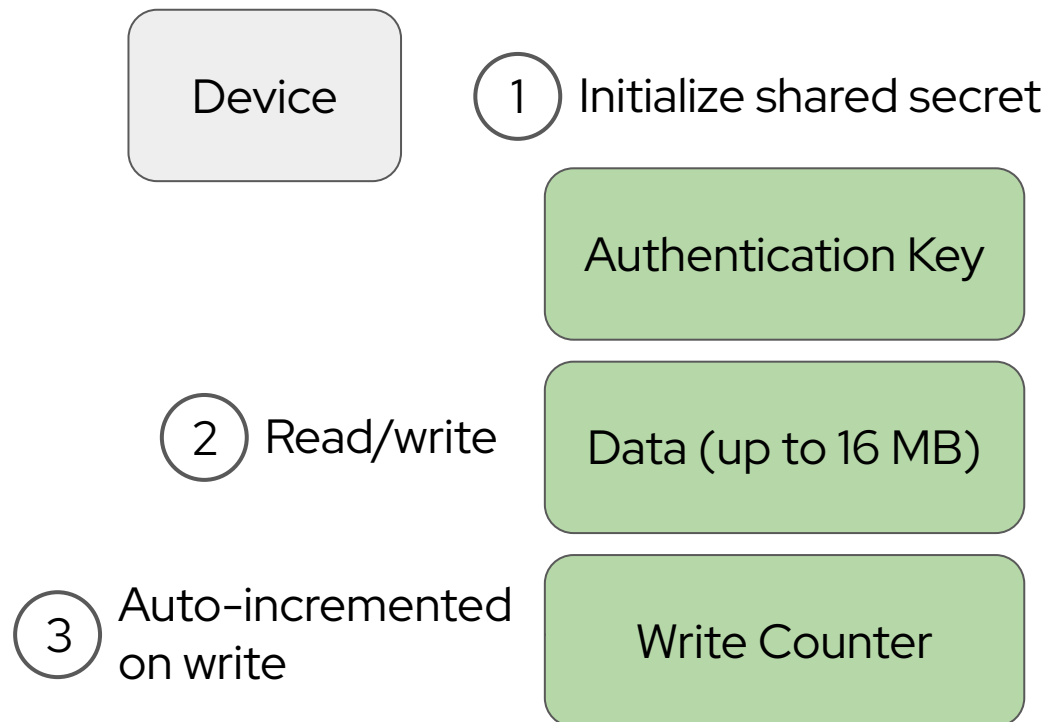 Device
1 Initialize shared secret
Authentication Key
2 Read/write
Data (up to 16 MB)
3 Auto-incremented
on write
Write Counter